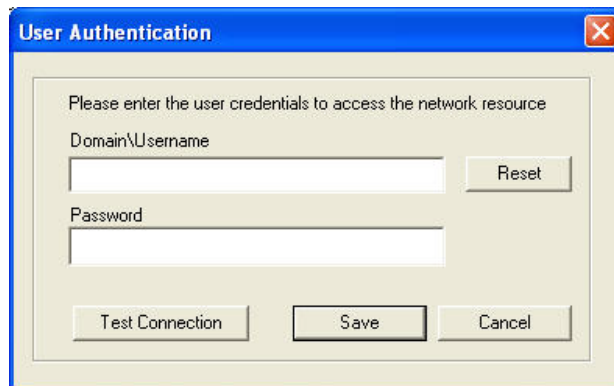 User Authentication
Please enter the user credentials to access the network resource
Domain\Username
Reset
Password
Test Connection
Save
Cancel